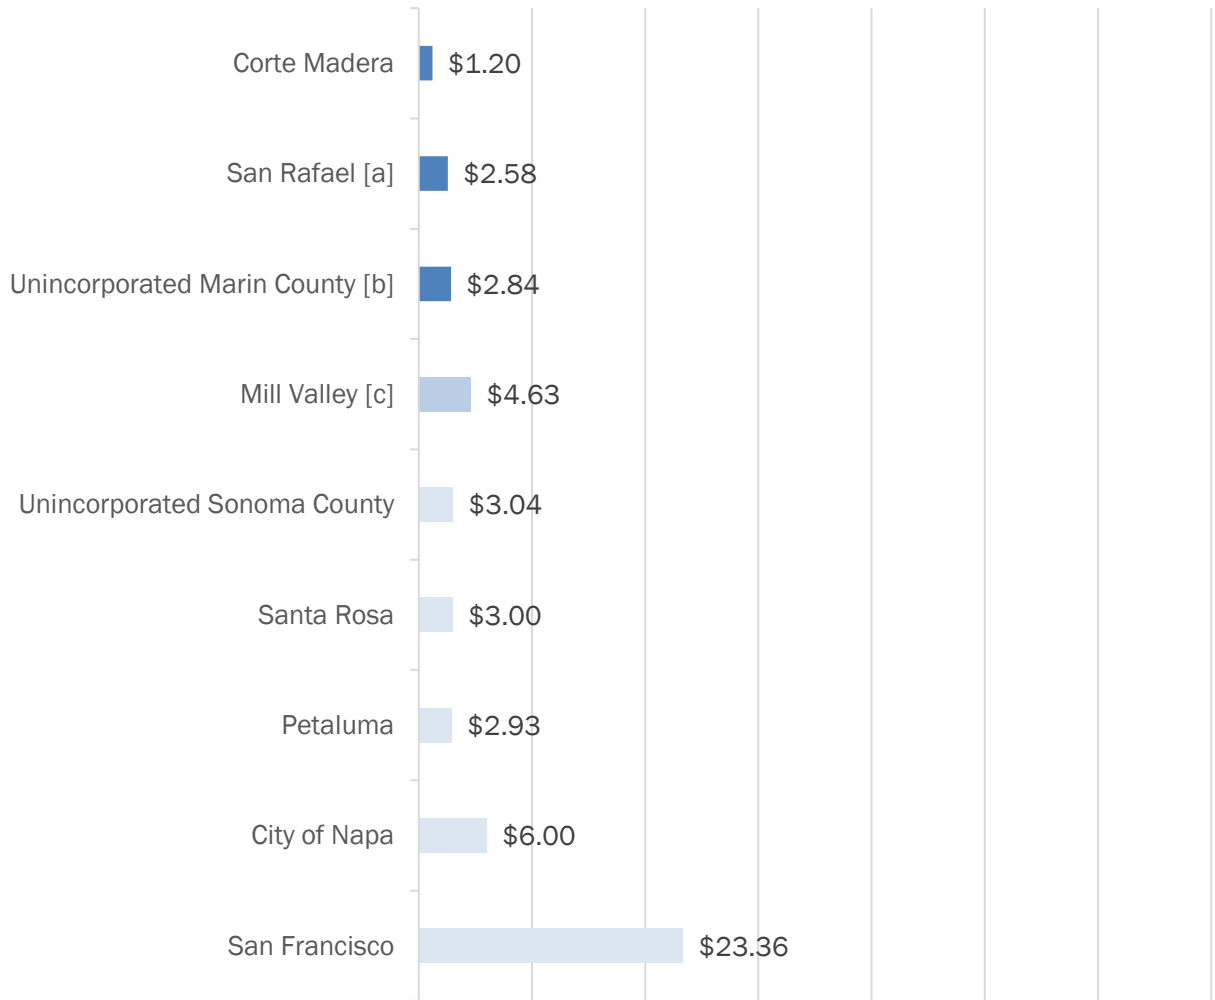 Corte Madera $1.20
San Rafael [a] $2.58
Unincorporated Marin County [b] $2.84
Mill Valley [c] $4.63
Unincorporated Sonoma County $3.04
Santa Rosa $3.00
Petaluma $2.93
City of Napa $6.00
San Francisco $23.36